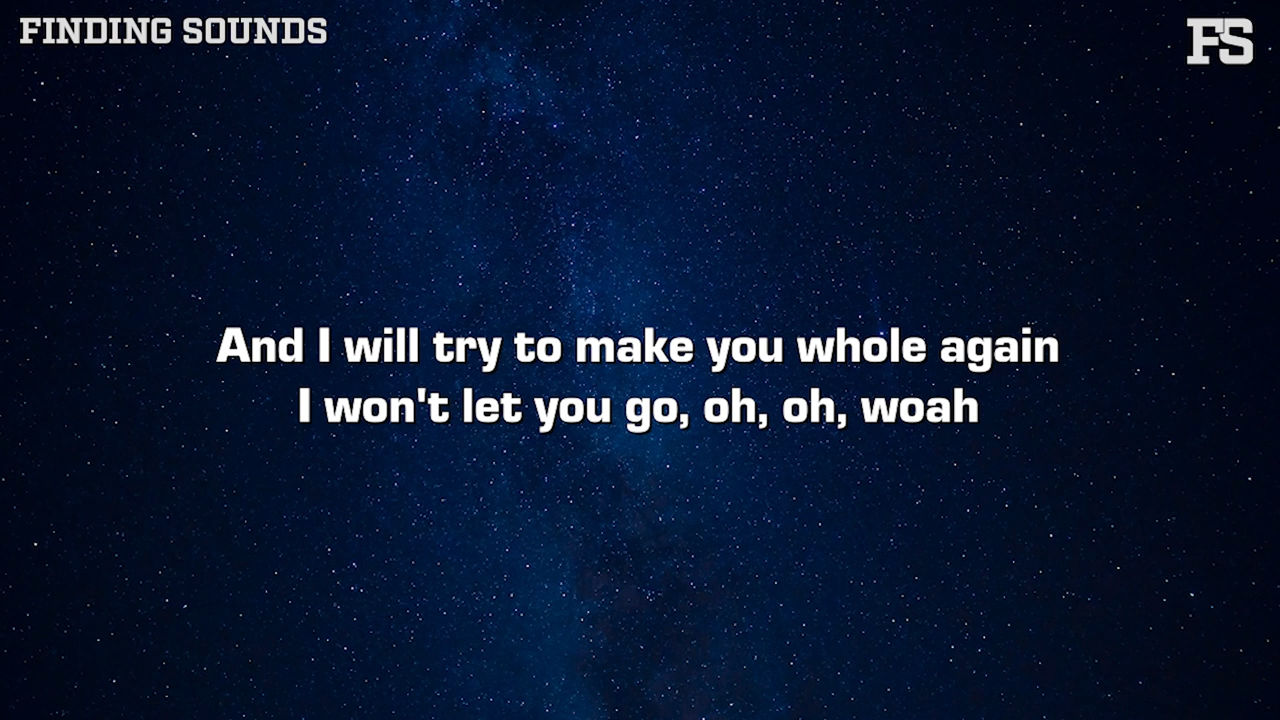 FINDING SOUNDS
FS
And I will try to make you whole again
I won't let you go, oh, oh, woah